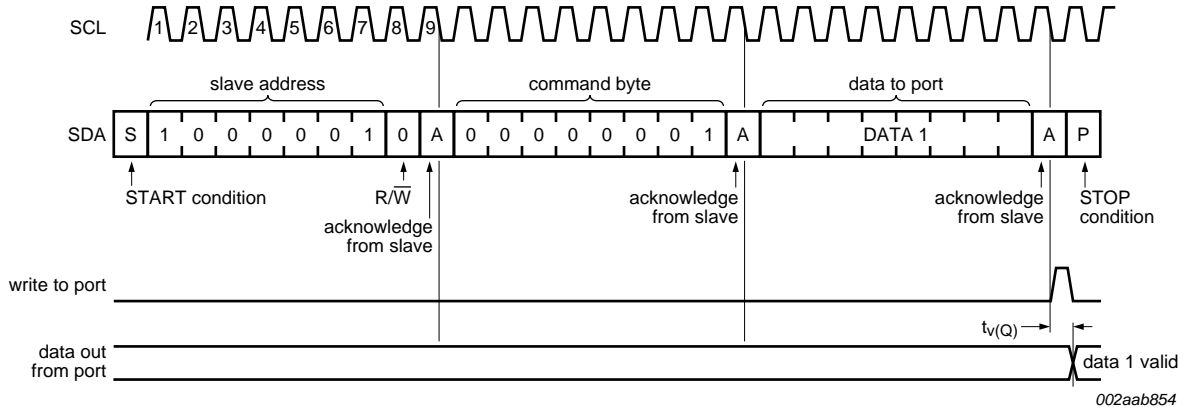 SCL 1 2 3 4 5 6 7 8 9
slave address command byte data to port
SDA S 1 0 0 0 0 0 1 0 A 0 0 0 0 0 0 0 1 A DATA 1 A P
START condition R/W̅ acknowledge acknowledge STOP
acknowledge from slave from slave condition
from slave
write to port
tv(Q)
data out
from port
data 1 valid
002aab854